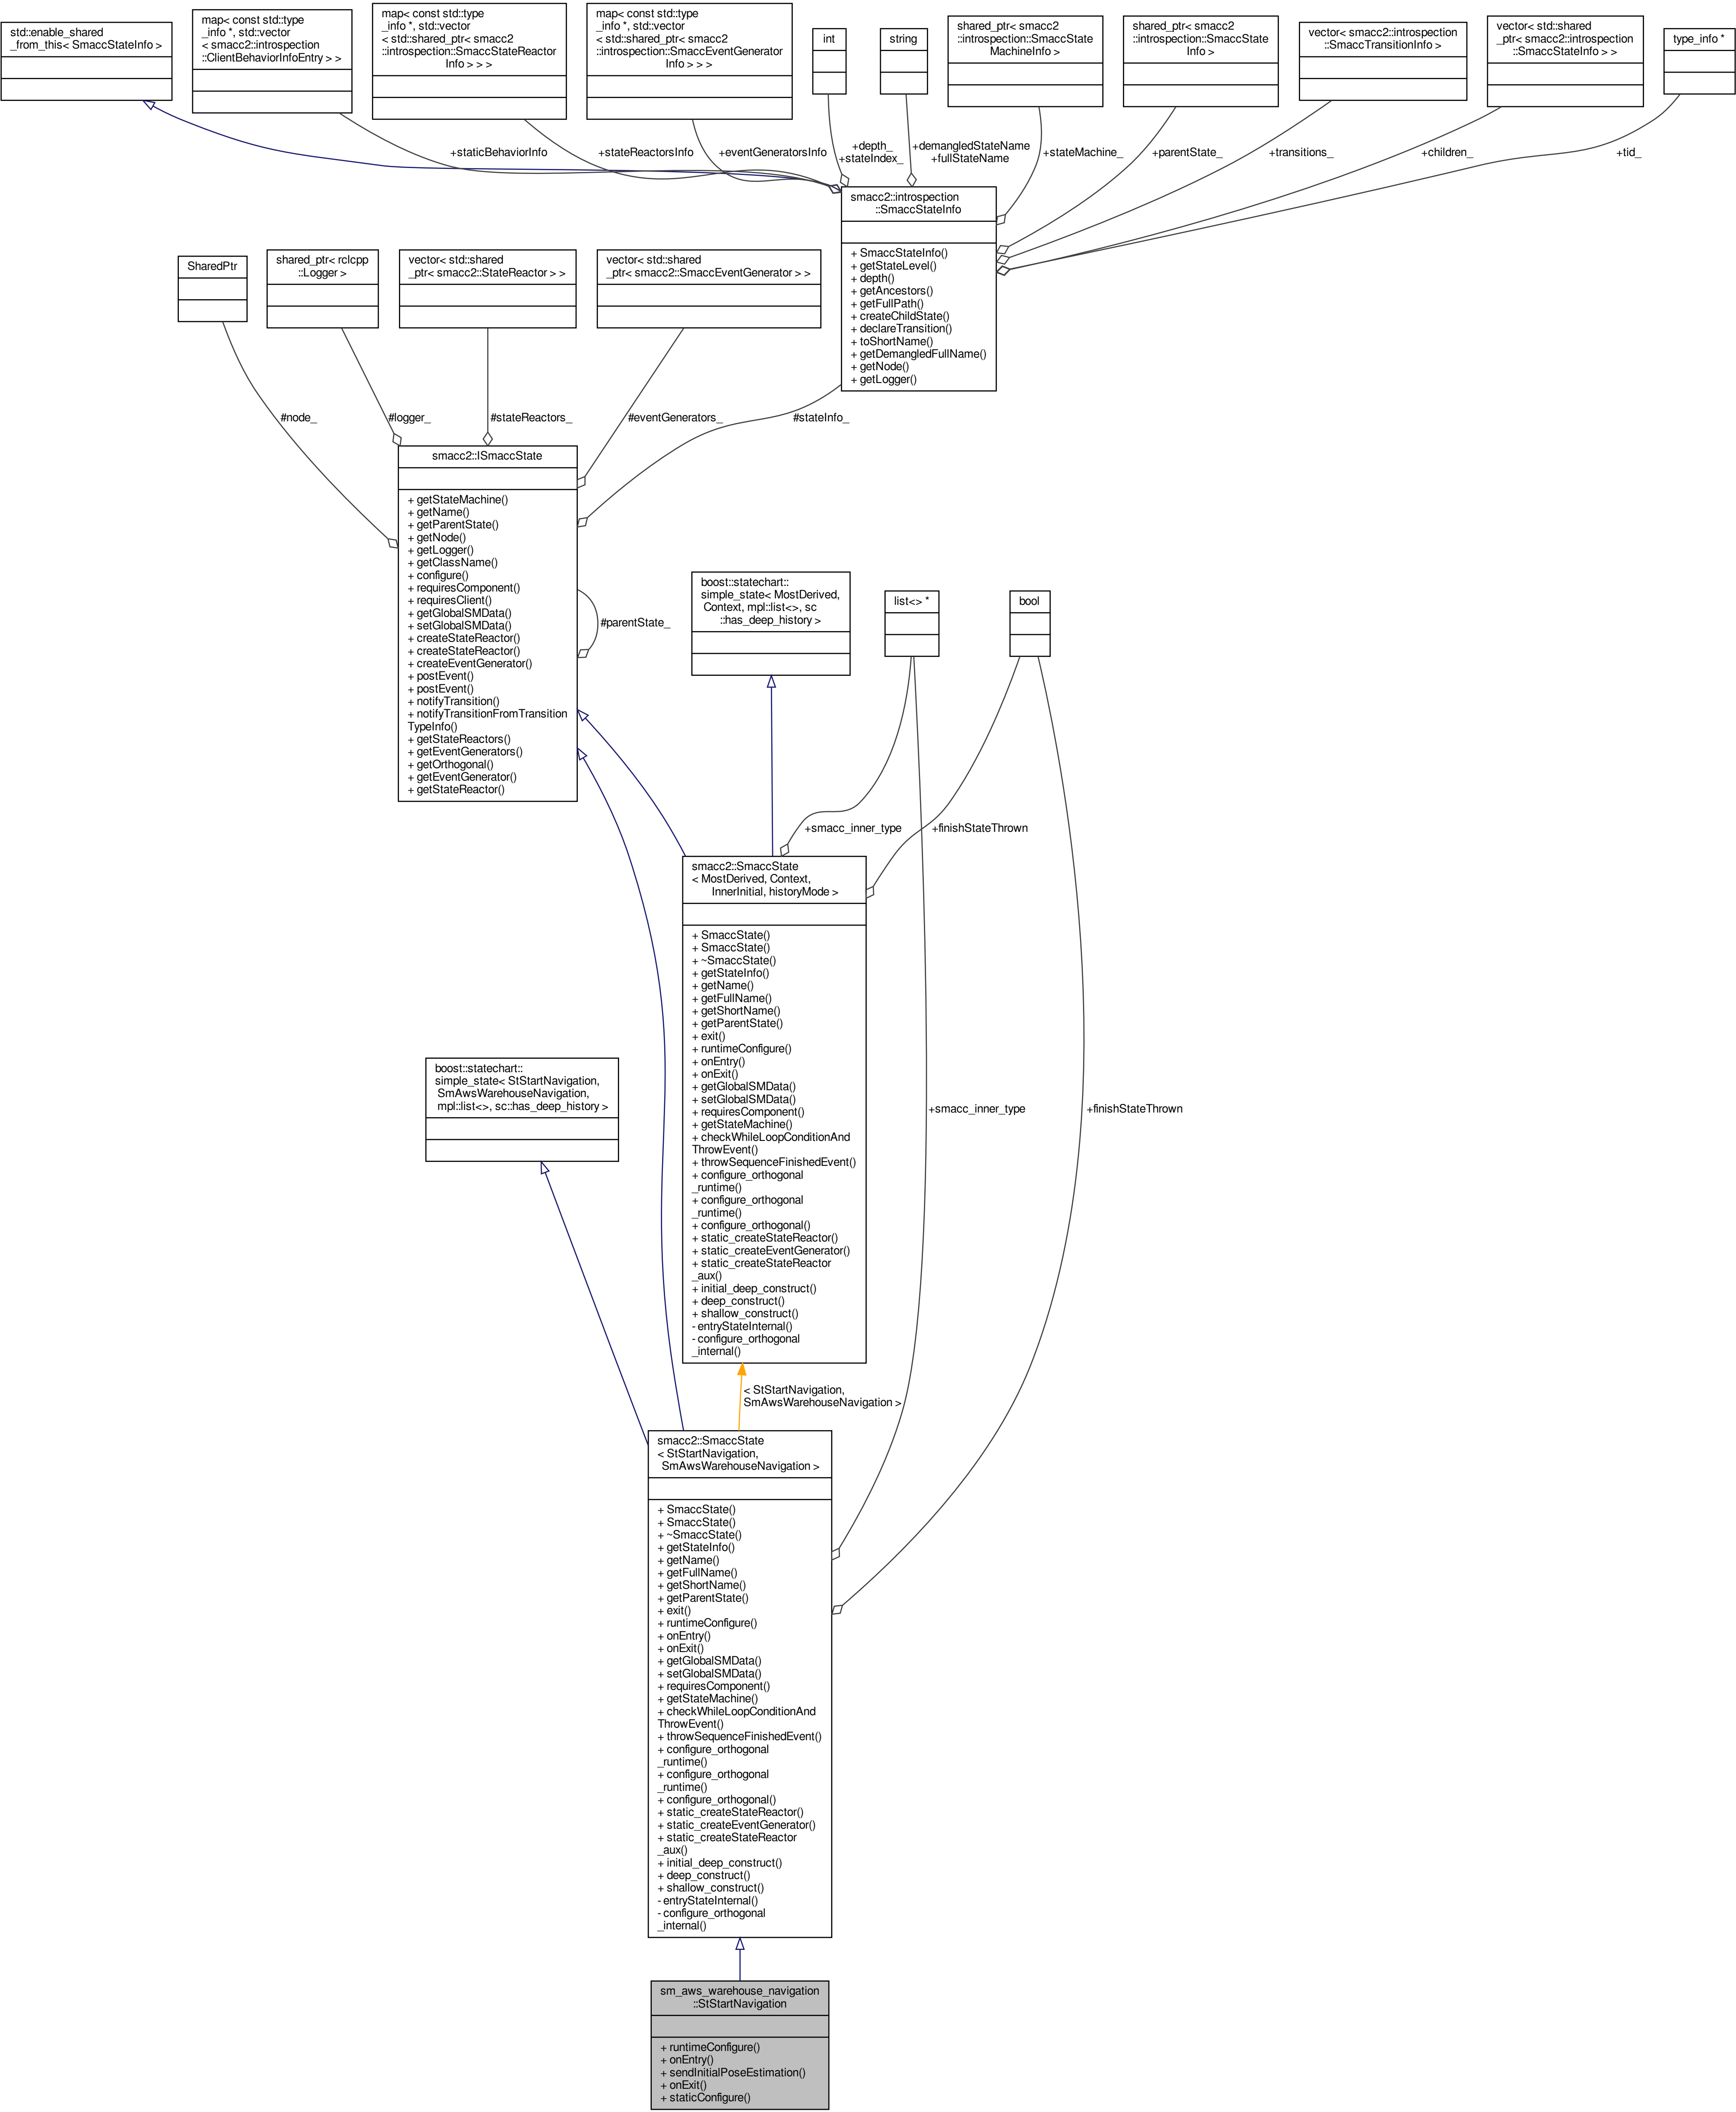 std::enable_shared
_from_this< SmaccStateInfo >
map< const std::type
_info *, std::vector
< smacc2::introspection
::ClientBehaviorInfoEntry > >
map< const std::type
_info *, std::vector
< std::shared_ptr< smacc2
::introspection::SmaccStateReactor
Info > > >
map< const std::type
_info *, std::vector
< std::shared_ptr< smacc2
::introspection::SmaccEventGenerator
Info > > >
int
string
shared_ptr< smacc2
::introspection::SmaccState
MachineInfo >
shared_ptr< smacc2
::introspection::SmaccState
Info >
vector< smacc2::introspection
::SmaccTransitionInfo >
vector< std::shared
_ptr< smacc2::introspection
::SmaccStateInfo > >
type_info *
+staticBehaviorInfo
+stateReactorsInfo
+eventGeneratorsInfo
+depth_
+stateIndex_
+demangledStateName
+fullStateName
+stateMachine_
+parentState_
+transitions_
+children_
+tid_
smacc2::introspection
::SmaccStateInfo
+ SmaccStateInfo()
+ getStateLevel()
+ depth()
+ getAncestors()
+ getFullPath()
+ createChildState()
+ declareTransition()
+ toShortName()
+ getDemangledFullName()
+ getNode()
+ getLogger()
SharedPtr
shared_ptr< rclcpp
::Logger >
vector< std::shared
_ptr< smacc2::StateReactor > >
vector< std::shared
_ptr< smacc2::SmaccEventGenerator > >
#node_
#logger_
#stateReactors_
#eventGenerators_
#stateInfo_
smacc2::ISmaccState
+ getStateMachine()
+ getName()
+ getParentState()
+ getNode()
+ getLogger()
+ getClassName()
+ configure()
+ requiresComponent()
+ requiresClient()
+ getGlobalSMData()
+ setGlobalSMData()
+ createStateReactor()
+ createStateReactor()
+ createEventGenerator()
+ postEvent()
+ postEvent()
+ notifyTransition()
+ notifyTransitionFromTransition
TypeInfo()
+ getStateReactors()
+ getEventGenerators()
+ getOrthogonal()
+ getEventGenerator()
+ getStateReactor()
#parentState_
boost::statechart::
simple_state< MostDerived,
Context, mpl::list<>, sc
::has_deep_history >
list<> *
bool
+smacc_inner_type
+finishStateThrown
smacc2::SmaccState
< MostDerived, Context,
InnerInitial, historyMode >
+ SmaccState()
+ SmaccState()
+ ~SmaccState()
+ getStateInfo()
+ getName()
+ getFullName()
+ getShortName()
+ getParentState()
+ exit()
+ runtimeConfigure()
+ onEntry()
+ onExit()
+ getGlobalSMData()
+ setGlobalSMData()
+ requiresComponent()
+ getStateMachine()
+ checkWhileLoopConditionAnd
ThrowEvent()
+ throwSequenceFinishedEvent()
+ configure_orthogonal
_runtime()
+ configure_orthogonal
_runtime()
+ configure_orthogonal()
+ static_createStateReactor()
+ static_createEventGenerator()
+ static_createStateReactor
_aux()
+ initial_deep_construct()
+ deep_construct()
+ shallow_construct()
- entryStateInternal()
- configure_orthogonal
_internal()
boost::statechart::
simple_state< StStartNavigation,
SmAwsWarehouseNavigation,
mpl::list<>, sc::has_deep_history >
+smacc_inner_type
+finishStateThrown
< StStartNavigation,
SmAwsWarehouseNavigation >
smacc2::SmaccState
< StStartNavigation,
SmAwsWarehouseNavigation >
+ SmaccState()
+ SmaccState()
+ ~SmaccState()
+ getStateInfo()
+ getName()
+ getFullName()
+ getShortName()
+ getParentState()
+ exit()
+ runtimeConfigure()
+ onEntry()
+ onExit()
+ getGlobalSMData()
+ setGlobalSMData()
+ requiresComponent()
+ getStateMachine()
+ checkWhileLoopConditionAnd
ThrowEvent()
+ throwSequenceFinishedEvent()
+ configure_orthogonal
_runtime()
+ configure_orthogonal
_runtime()
+ configure_orthogonal()
+ static_createStateReactor()
+ static_createEventGenerator()
+ static_createStateReactor
_aux()
+ initial_deep_construct()
+ deep_construct()
+ shallow_construct()
- entryStateInternal()
- configure_orthogonal
_internal()
sm_aws_warehouse_navigation
::StStartNavigation
+ runtimeConfigure()
+ onEntry()
+ sendInitialPoseEstimation()
+ onExit()
+ staticConfigure()